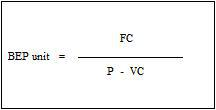 FC
BEP unit =
P - VC